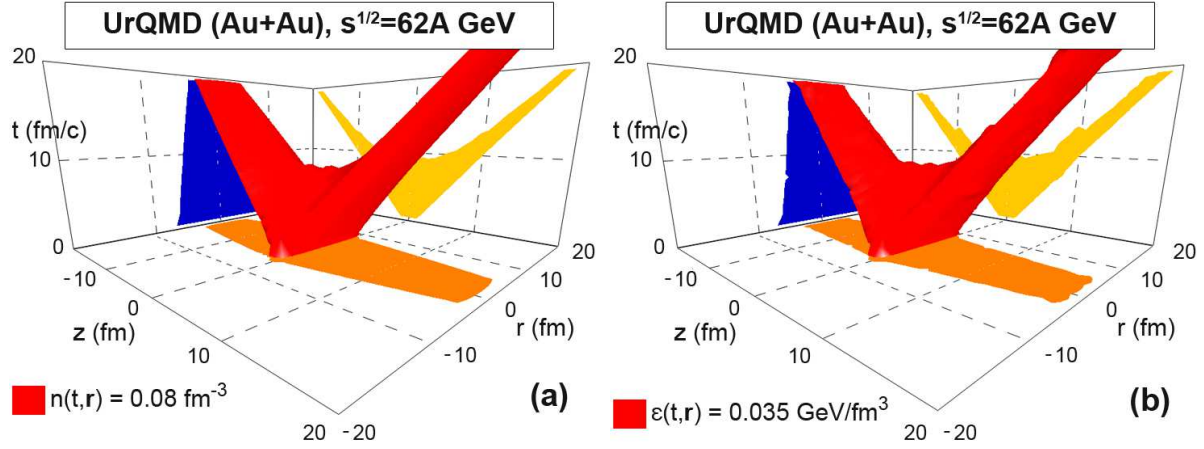 UrQMD (Au+Au), s^1/2=62A GeV
20
t (fm/c)
10
0
-10
0
z (fm)
10
20
-20
-10
0
r (fm)
10
20
n(t,r) = 0.08 fm^-3
(a)
UrQMD (Au+Au), s^1/2=62A GeV
20
t (fm/c)
10
0
-10
0
z (fm)
10
20
-20
-10
0
r (fm)
10
20
ε(t,r) = 0.035 GeV/fm^3
(b)